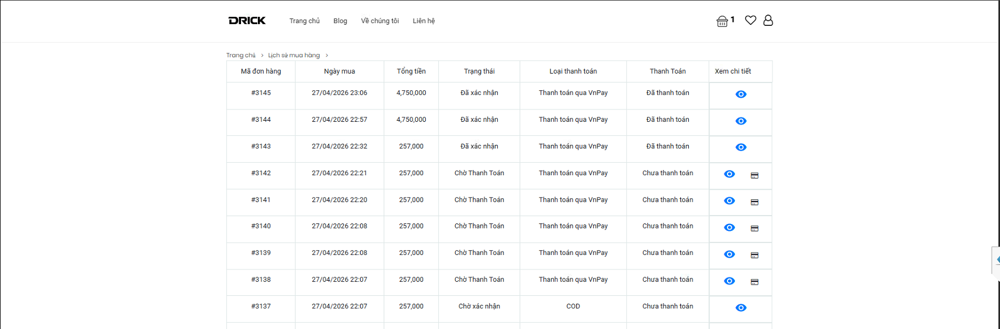 DRICK Trang chủ Blog Về chúng tôi Liên hệ 1
Trang chủ > Lịch sử mua hàng >
Mã đơn hàng Ngày mua Tổng tiền Trạng thái Loại thanh toán Thanh Toán Xem chi tiết
#3145 27/04/2026 23:06 4,750,000 Đã xác nhận Thanh toán qua VnPay Đã thanh toán
#3144 27/04/2026 22:57 4,750,000 Đã xác nhận Thanh toán qua VnPay Đã thanh toán
#3143 27/04/2026 22:32 257,000 Đã xác nhận Thanh toán qua VnPay Đã thanh toán
#3142 27/04/2026 22:21 257,000 Chờ Thanh Toán Thanh toán qua VnPay Chưa thanh toán
#3141 27/04/2026 22:20 257,000 Chờ Thanh Toán Thanh toán qua VnPay Chưa thanh toán
#3140 27/04/2026 22:08 257,000 Chờ Thanh Toán Thanh toán qua VnPay Chưa thanh toán
#3139 27/04/2026 22:08 257,000 Chờ Thanh Toán Thanh toán qua VnPay Chưa thanh toán
#3138 27/04/2026 22:07 257,000 Chờ Thanh Toán Thanh toán qua VnPay Chưa thanh toán
#3137 27/04/2026 22:07 257,000 Chờ xác nhận COD Chưa thanh toán